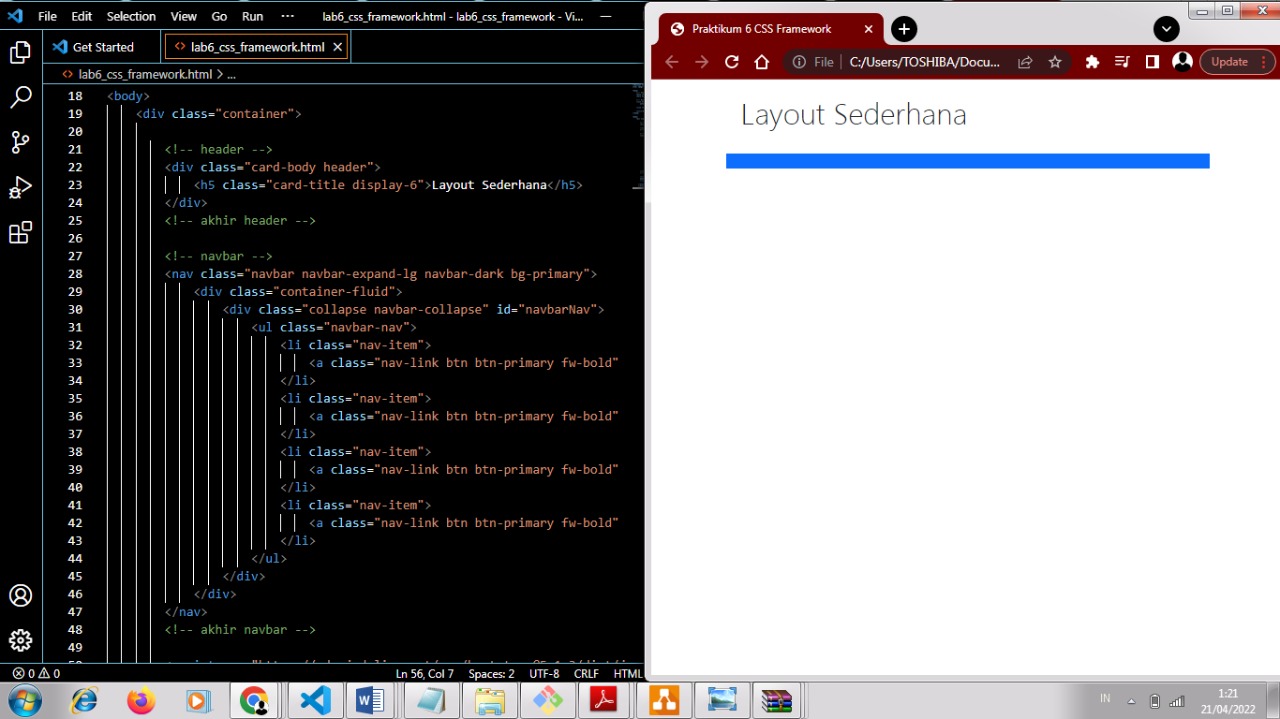 File Edit Selection View Go Run ··· lab6_css_framework.html - lab6_css_framework - Vi...
Get Started lab6_css_framework.html
lab6_css_framework.html > ...
18 <body>
19 <div class="container">
20
21 <!-- header -->
22 <div class="card-body header">
23 <h5 class="card-title display-6">Layout Sederhana</h5>
24 </div>
25 <!-- akhir header -->
26
27 <!-- navbar -->
28 <nav class="navbar navbar-expand-lg navbar-dark bg-primary">
29 <div class="container-fluid">
30 <div class="collapse navbar-collapse" id="navbarNav">
31 <ul class="navbar-nav">
32 <li class="nav-item">
33 <a class="nav-link btn btn-primary fw-bold"
34 </li>
35 <li class="nav-item">
36 <a class="nav-link btn btn-primary fw-bold"
37 </li>
38 <li class="nav-item">
39 <a class="nav-link btn btn-primary fw-bold"
40 </li>
41 <li class="nav-item">
42 <a class="nav-link btn btn-primary fw-bold"
43 </li>
44 </ul>
45 </div>
46 </div>
47 </nav>
48 <!-- akhir navbar -->
49
0 0 Ln 56, Col 7 Spaces: 2 UTF-8 CRLF HTML
Praktikum 6 CSS Framework
File C:/Users/TOSHIBA/Docu... Update
Layout Sederhana
IN 1:21
21/04/2022